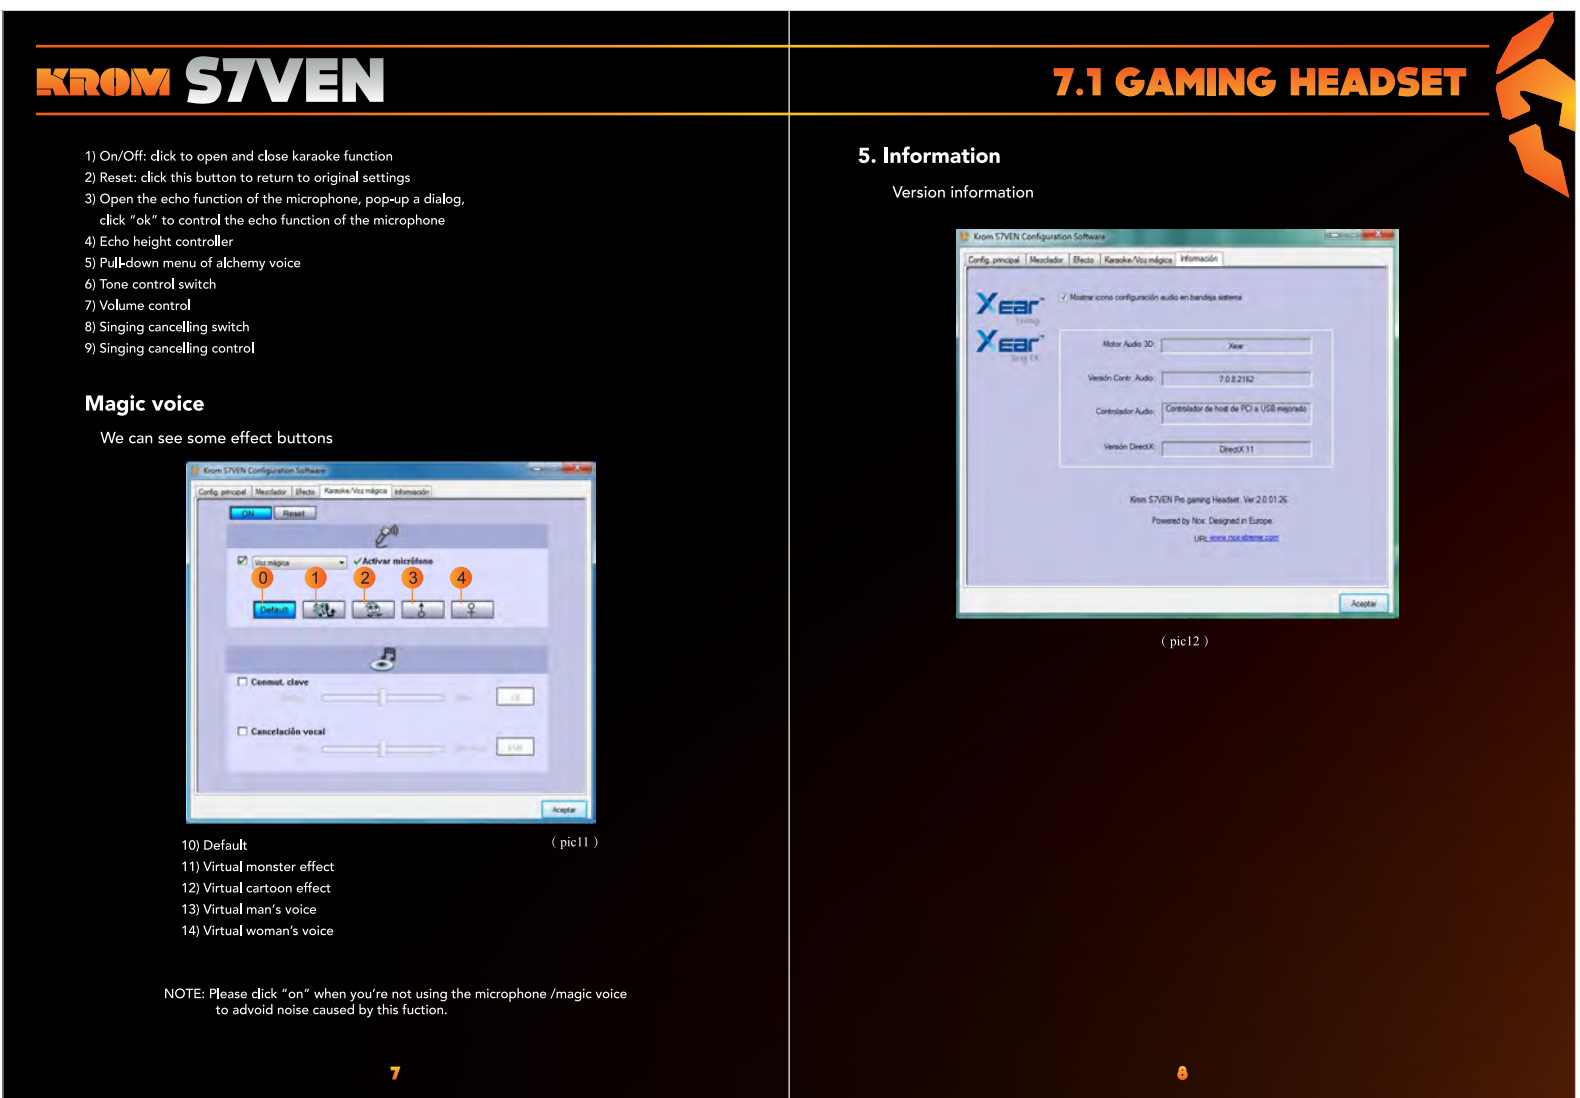 KROM S7VEN
7.1 GAMING HEADSET
1) On/Off: click to open and close karaoke function
2) Reset: click this button to return to original settings
3) Open the echo function of the microphone, pop-up a dialog,
click “ok” to control the echo function of the microphone
4) Echo height controller
5) Pull-down menu of alchemy voice
6) Tone control switch
7) Volume control
8) Singing cancelling switch
9) Singing cancelling control
Magic voice
We can see some effect buttons
Krom S7VEN Configuration Software
Config. principal Mezclador Efecto Karaoke/Voz mágica Información
ON Reset
Voz mágica Activar micrófono
0 1 2 3 4
Default
Conmut. clave
Cancelación vocal
Aceptar
( pic11 )
10) Default
11) Virtual monster effect
12) Virtual cartoon effect
13) Virtual man’s voice
14) Virtual woman’s voice
NOTE: Please click “on” when you’re not using the microphone /magic voice
to advoid noise caused by this fuction.
7
5. Information
Version information
Krom S7VEN Configuration Software
Config. principal Mezclador Efecto Karaoke/Voz mágica Información
Xear
Mostrar icono configuración audio en bandeja sistema
Xear
Sing FX
Motor Audio 3D: Xear
Versión Contr. Audio: 7.0.8.2162
Controlador Audio: Controlador de host de PCI a USB mejorado
Versión DirectX: DirectX 11
Krom S7VEN Pro gaming Headset. Ver 2.0 01.26
Powered by Nox. Designed in Europe.
URL www.nox-xtreme.com
Aceptar
( pic12 )
8